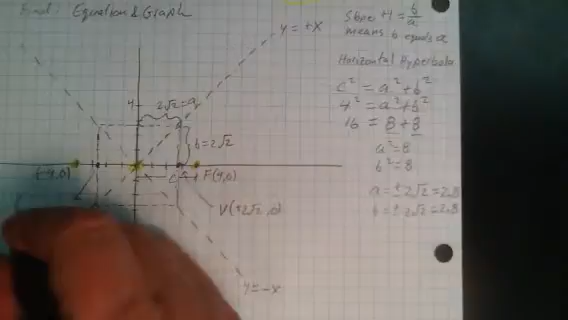 Find: Equation & Graph
Slope +1 = b/a
means b equals a
y = +x
Horizontal Hyperbola
c² = a² + b²
4² = a² + b²
16 = 8 + 8
a² = 8
b² = 8
a = ±2√2 = 2.8
b = ±2√2 = 2.8
4
2√2 = a
b = 2√2
(-4,0)
C
F(4,0)
V(+2√2, 0)
y = -x